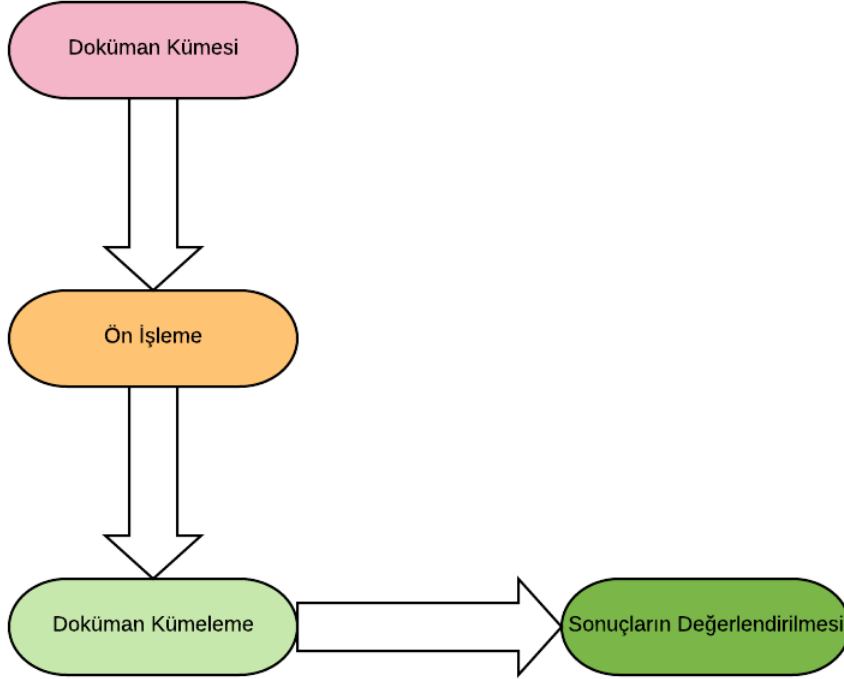 Doküman Kümesi
Ön İşleme
Doküman Kümeleme
Sonuçların Değerlendirilmesi